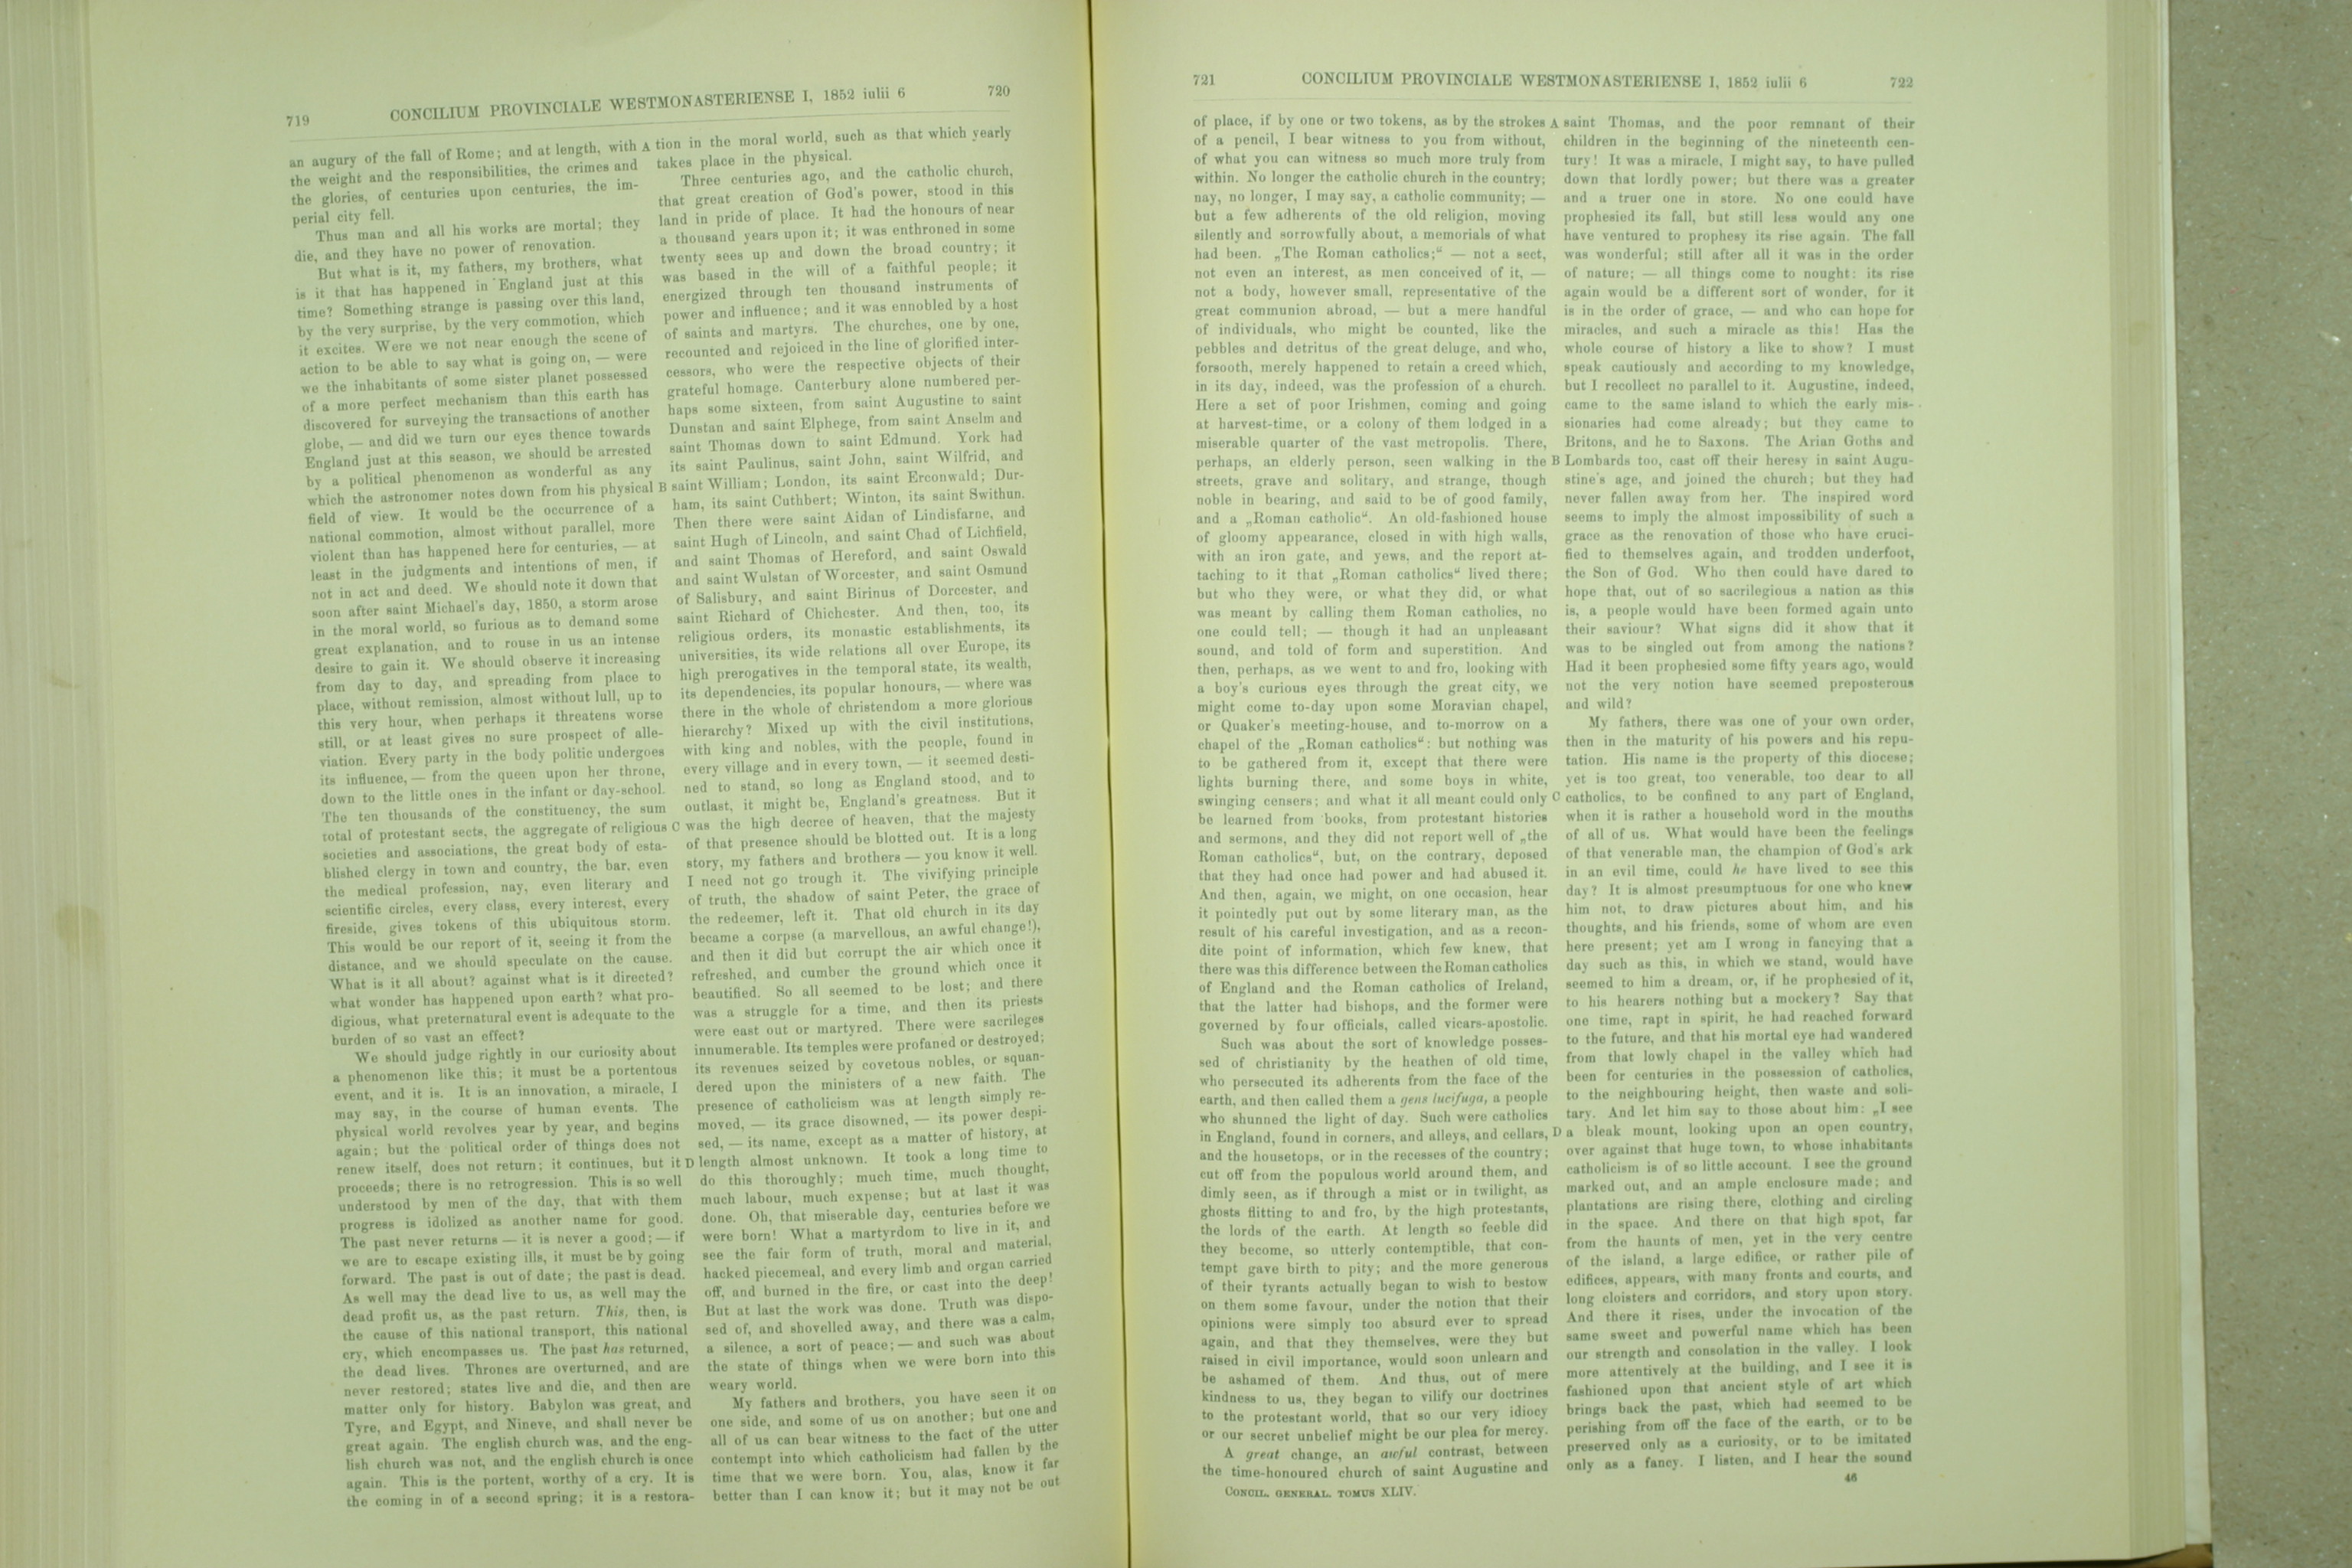 719
CONCILIUM PROVINCIALE WESTMONASTERIENSE I, 1852 iulii 6
720
an augury of the fall of Rome; and at length, with
the weight and the responsibilities, the crimes and
the glories, of centuries upon centuries, the im-
perial city fell.
Thus man and all his works are mortal; they
die, and they have no power of renovation.
But what is it, my fathers, my brothers, what
is it that has happened in England just at this
time? Something strange is passing over this land,
by the very surprise, by the very commotion, which
it excites. Were we not near enough the scene of
action to be able to say what is going on, — were
we the inhabitants of some sister planet possessed
of a more perfect mechanism than this earth has
discovered for surveying the transactions of another
globe, — and did we turn our eyes thence towards
England just at this season, we should be arrested
by a political phenomenon as wonderful as any
which the astronomer notes down from his physical
field of view. It would be the occurrence of a
national commotion, almost without parallel, more
violent than has happened here for centuries, — at
least in the judgments and intentions of men, if
not in act and deed. We should note it down that
soon after saint Michael's day, 1850, a storm arose
in the moral world, so furious as to demand some
great explanation, and to rouse in us an intense
desire to gain it. We should observe it increasing
from day to day, and spreading from place to
place, without remission, almost without lull, up to
this very hour, when perhaps it threatens worse
still, or at least gives no sure prospect of alle-
viation. Every party in the body politic undergoes
its influence, — from the queen upon her throne,
down to the little ones in the infant or day-school.
The ten thousands of the constituency, the sum
total of protestant sects, the aggregate of religious
societies and associations, the great body of esta-
blished clergy in town and country, the bar, even
the medical profession, nay, even literary and
scientific circles, every class, every interest, every
fireside, gives tokens of this ubiquitous storm.
This would be our report of it, seeing it from the
distance, and we should speculate on the cause.
What is it all about? against what is it directed?
what wonder has happened upon earth? what pro-
digious, what preternatural event is adequate to the
burden of so vast an effect?
We should judge rightly in our curiosity about
a phenomenon like this; it must be a portentous
event, and it is. It is an innovation, a miracle, I
may say, in the course of human events. The
physical world revolves year by year, and begins
again; but the political order of things does not
renew itself, does not return; it continues, but it
proceeds; there is no retrogression. This is so well
understood by men of the day, that with them
progress is idolized as another name for good.
The past never returns — it is never a good; — if
we are to escape existing ills, it must be by going
forward. The past is out of date; the past is dead.
As well may the dead live to us, as well may the
dead profit us, as the past return. This, then, is
the cause of this national transport, this national
cry, which encompasses us. The past has returned,
the dead lives. Thrones are overturned, and are
never restored; states live and die, and then are
matter only for history. Babylon was great, and
Tyre, and Egypt, and Nineve, and shall never be
great again. The english church was, and the eng-
lish church was not, and the english church is once
again. This is the portent, worthy of a cry. It is
the coming in of a second spring; it is a restora-
A
B
C
D
tion in the moral world, such as that which yearly
takes place in the physical.
Three centuries ago, and the catholic church,
that great creation of God's power, stood in this
land in pride of place. It had the honours of near
a thousand years upon it; it was enthroned in some
twenty sees up and down the broad country; it
was based in the will of a faithful people; it
energized through ten thousand instruments of
power and influence; and it was ennobled by a host
of saints and martyrs. The churches, one by one,
recounted and rejoiced in the line of glorified inter-
cessors, who were the respective objects of their
grateful homage. Canterbury alone numbered per-
haps some sixteen, from saint Augustine to saint
Dunstan and saint Elphege, from saint Anselm and
saint Thomas down to saint Edmund. York had
its saint Paulinus, saint John, saint Wilfrid, and
saint William; London, its saint Erconwald; Dur-
ham, its saint Cuthbert; Winton, its saint Swithun.
Then there were saint Aidan of Lindisfarne, and
saint Hugh of Lincoln, and saint Chad of Lichfield,
and saint Thomas of Hereford, and saint Oswald
and saint Wulstan of Worcester, and saint Osmund
of Salisbury, and saint Birinus of Dorcester, and
saint Richard of Chichester. And then, too, its
religious orders, its monastic establishments, its
universities, its wide relations all over Europe, its
high prerogatives in the temporal state, its wealth,
its dependencies, its popular honours, — where was
there in the whole of christendom a more glorious
hierarchy? Mixed up with the civil institutions,
with king and nobles, with the people, found in
every village and in every town, — it seemed desti-
ned to stand, so long as England stood, and to
outlast, it might be, England's greatness. But it
was the high decree of heaven, that the majesty
of that presence should be blotted out. It is a long
story, my fathers and brothers — you know it well.
I need not go trough it. The vivifying principle
of truth, the shadow of saint Peter, the grace of
the redeemer, left it. That old church in its day
became a corpse (a marvellous, an awful change!),
and then it did but corrupt the air which once it
refreshed, and cumber the ground which once it
beautified. So all seemed to be lost; and there
was a struggle for a time, and then its priests
were east out or martyred. There were sacrileges
innumerable. Its temples were profaned or destroyed;
its revenues seized by covetous nobles, or squan-
dered upon the ministers of a new faith. The
presence of catholicism was at length simply re-
moved, — its grace disowned, — its power despi-
sed, — its name, except as a matter of history, at
length almost unknown. It took a long time to
do this thoroughly; much time, much thought,
much labour, much expense; but at last it was
done. Oh, that miserable day, centuries before we
were born! What a martyrdom to live in it, and
see the fair form of truth, moral and material,
hacked piecemeal, and every limb and organ carried
off, and burned in the fire, or cast into the deep!
But at last the work was done. Truth was dispo-
sed of, and shovelled away, and there was a calm,
a silence, a sort of peace; — and such was about
the state of things when we were born into this
weary world.
My fathers and brothers, you have seen it on
one side, and some of us on another; but one and
all of us can bear witness to the fact of the utter
contempt into which catholicism had fallen by the
time that we were born. You, alas, know it far
better than I can know it; but it may not be out
721
CONCILIUM PROVINCIALE WESTMONASTERIENSE I, 1852 iulii 6
722
of place, if by one or two tokens, as by the strokes
of a pencil, I bear witness to you from without,
of what you can witness so much more truly from
within. No longer the catholic church in the country;
nay, no longer, I may say, a catholic community; —
but a few adherents of the old religion, moving
silently and sorrowfully about, a memorials of what
had been. „The Roman catholics;“ — not a sect,
not even an interest, as men conceived of it, —
not a body, however small, representative of the
great communion abroad, — but a mere handful
of individuals, who might be counted, like the
pebbles and detritus of the great deluge, and who,
forsooth, merely happened to retain a creed which,
in its day, indeed, was the profession of a church.
Here a set of poor Irishmen, coming and going
at harvest-time, or a colony of them lodged in a
miserable quarter of the vast metropolis. There,
perhaps, an elderly person, seen walking in the
streets, grave and solitary, and strange, though
noble in bearing, and said to be of good family,
and a „Roman catholic“. An old-fashioned house
of gloomy appearance, closed in with high walls,
with an iron gate, and yews, and the report at-
taching to it that „Roman catholics“ lived there;
but who they were, or what they did, or what
was meant by calling them Roman catholics, no
one could tell; — though it had an unpleasant
sound, and told of form and superstition. And
then, perhaps, as we went to and fro, looking with
a boy's curious eyes through the great city, we
might come to-day upon some Moravian chapel,
or Quaker's meeting-house, and to-morrow on a
chapel of the „Roman catholics“: but nothing was
to be gathered from it, except that there were
lights burning there, and some boys in white,
swinging censers; and what it all meant could only
be learned from books, from protestant histories
and sermons, and they did not report well of „the
Roman catholics“, but, on the contrary, deposed
that they had once had power and had abused it.
And then, again, we might, on one occasion, hear
it pointedly put out by some literary man, as the
result of his careful investigation, and as a recon-
dite point of information, which few knew, that
there was this difference between the Roman catholics
of England and the Roman catholics of Ireland,
that the latter had bishops, and the former were
governed by four officials, called vicars-apostolic.
Such was about the sort of knowledge posses-
sed of christianity by the heathen of old time,
who persecuted its adherents from the face of the
earth, and then called them a gens lucifuga, a people
who shunned the light of day. Such were catholics
in England, found in corners, and alleys, and cellars,
and the housetops, or in the recesses of the country;
cut off from the populous world around them, and
dimly seen, as if through a mist or in twilight, as
ghosts flitting to and fro, by the high protestants,
the lords of the earth. At length so feeble did
they become, so utterly contemptible, that con-
tempt gave birth to pity; and the more generous
of their tyrants actually began to wish to bestow
on them some favour, under the notion that their
opinions were simply too absurd ever to spread
again, and that they themselves, were they but
raised in civil importance, would soon unlearn and
be ashamed of them. And thus, out of mere
kindness to us, they began to vilify our doctrines
to the protestant world, that so our very idiocy
or our secret unbelief might be our plea for mercy.
A great change, an awful contrast, between
the time-honoured church of saint Augustine and
A
B
C
D
saint Thomas, and the poor remnant of their
children in the beginning of the nineteenth cen-
tury! It was a miracle, I might say, to have pulled
down that lordly power; but there was a greater
and a truer one in store. No one could have
prophesied its fall, but still less would any one
have ventured to prophesy its rise again. The fall
was wonderful; still after all it was in the order
of nature; — all things come to nought: its rise
again would be a different sort of wonder, for it
is in the order of grace, — and who can hope for
miracles, and such a miracle as this! Has the
whole course of history a like to show? I must
speak cautiously and according to my knowledge,
but I recollect no parallel to it. Augustine, indeed,
came to the same island to which the early mis-
sionaries had come already; but they came to
Britons, and he to Saxons. The Arian Goths and
Lombards too, cast off their heresy in saint Augu-
stine's age, and joined the church; but they had
never fallen away from her. The inspired word
seems to imply the almost impossibility of such a
grace as the renovation of those who have cruci-
fied to themselves again, and trodden underfoot,
the Son of God. Who then could have dared to
hope that, out of so sacrilegious a nation as this
is, a people would have been formed again unto
their saviour? What signs did it show that it
was to be singled out from among the nations?
Had it been prophesied some fifty years ago, would
not the very notion have seemed preposterous
and wild?
My fathers, there was one of your own order,
then in the maturity of his powers and his repu-
tation. His name is the property of this diocese;
yet is too great, too venerable, too dear to all
catholics, to be confined to any part of England,
when it is rather a household word in the mouths
of all of us. What would have been the feelings
of that venerable man, the champion of God's ark
in an evil time, could he have lived to see this
day? It is almost presumptuous for one who knew
him not, to draw pictures about him, and his
thoughts, and his friends, some of whom are even
here present; yet am I wrong in fancying that a
day such as this, in which we stand, would have
seemed to him a dream, or, if he prophesied of it,
to his hearers nothing but a mockery? Say that
one time, rapt in spirit, he had reached forward
to the future, and that his mortal eye had wandered
from that lowly chapel in the valley which had
been for centuries in the possession of catholics,
to the neighbouring height, then waste and soli-
tary. And let him say to those about him: „I see
a bleak mount, looking upon an open country,
over against that huge town, to whose inhabitants
catholicism is of so little account. I see the ground
marked out, and an ample enclosure made; and
plantations are rising there, clothing and circling
in the space. And there on that high spot, far
from the haunts of men, yet in the very centre
of the island, a large edifice, or rather pile of
edifices, appears, with many fronts and courts, and
long cloisters and corridors, and story upon story.
And there it rises, under the invocation of the
same sweet and powerful name which has been
our strength and consolation in the valley. I look
more attentively at the building, and I see it is
fashioned upon that ancient style of art which
brings back the past, which had seemed to be
perishing from off the face of the earth, or to be
preserved only as a curiosity, or to be imitated
only as a fancy. I listen, and I hear the sound
CONCIL. GENERAL. TOMUS XLIV.
46